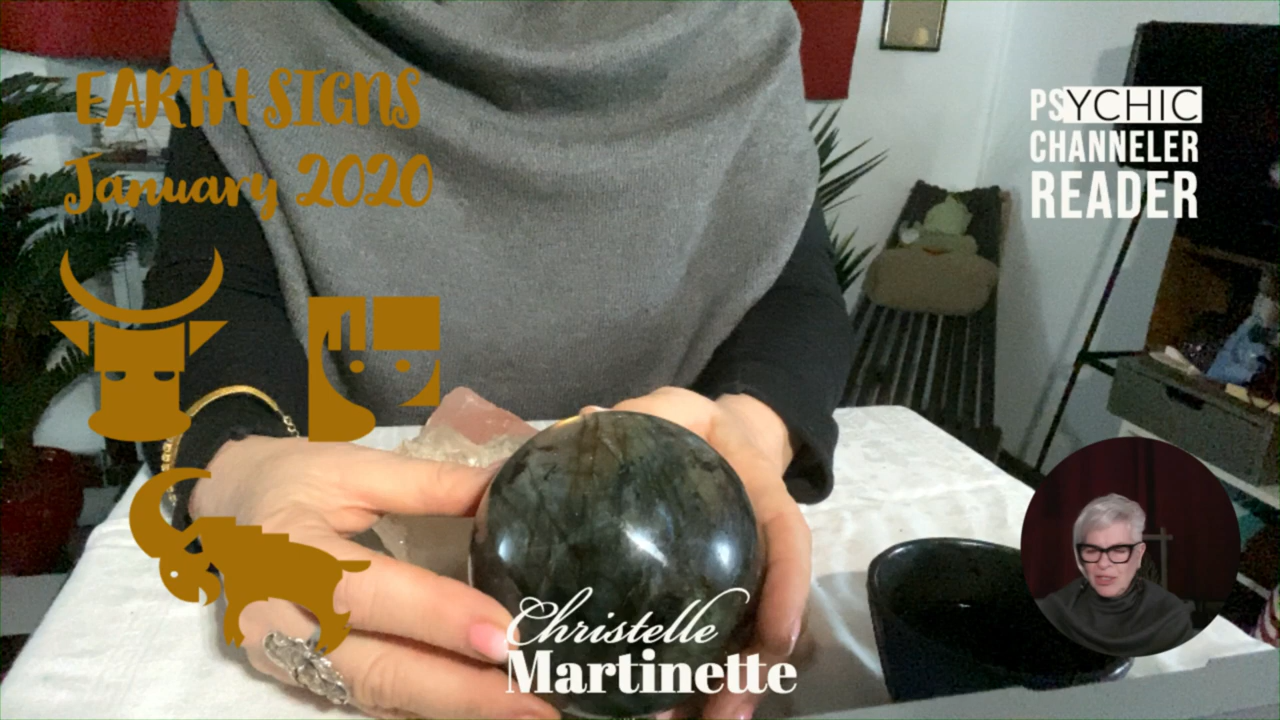 EARTH SIGNS
January 2020
PSYCHIC
CHANNELER
READER
Christelle
Martinette